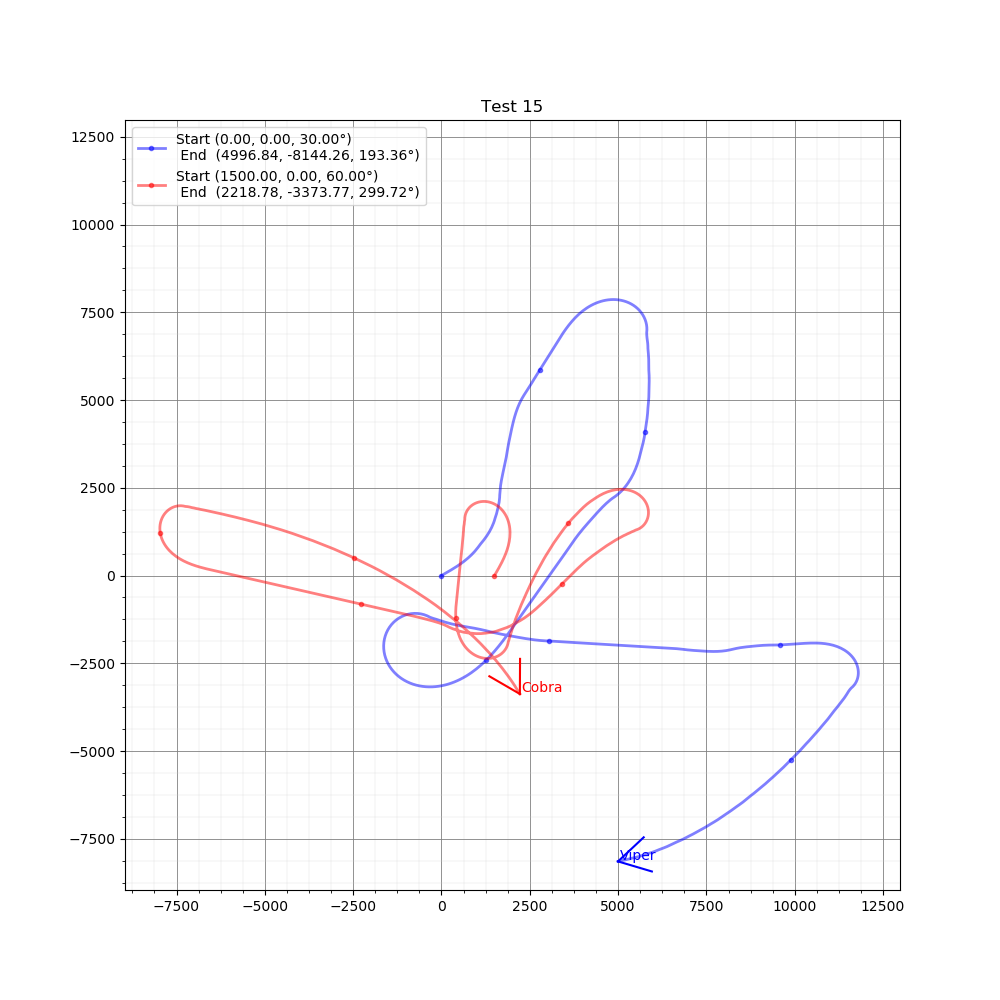 Test 15
Start (0.00, 0.00, 30.00°)
End (4996.84, -8144.26, 193.36°)
Start (1500.00, 0.00, 60.00°)
End (2218.78, -3373.77, 299.72°)
12500
10000
7500
5000
2500
0
−2500
−5000
−7500
Cobra
Viper
−7500 −5000 −2500 0 2500 5000 7500 10000 12500